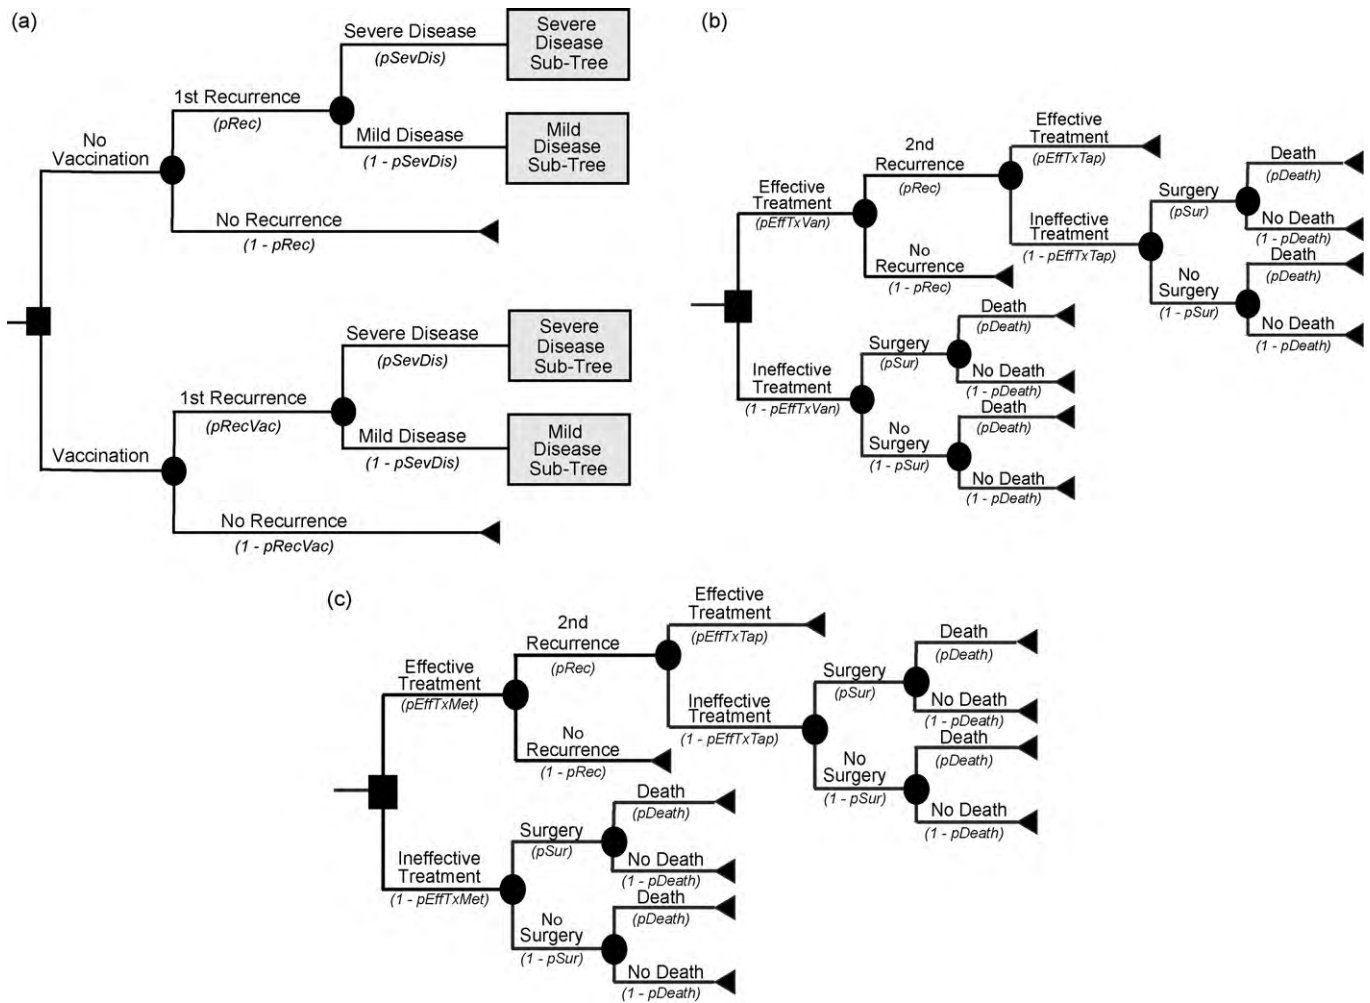 (a)
Severe Disease
(pSevDis)
Severe
Disease
Sub-Tree
1st Recurrence
(pRec)
Mild Disease
(1 - pSevDis)
Mild
Disease
Sub-Tree
No
Vaccination
No Recurrence
(1 - pRec)
Severe Disease
(pSevDis)
Severe
Disease
Sub-Tree
1st Recurrence
(pRecVac)
Mild Disease
(1 - pSevDis)
Mild
Disease
Sub-Tree
Vaccination
No Recurrence
(1 - pRecVac)
(b)
Effective
Treatment
(pEffTxVan)
2nd
Recurrence
(pRec)
Effective
Treatment
(pEffTxTap)
Ineffective
Treatment
(1 - pEffTxTap)
Surgery
(pSur)
Death
(pDeath)
No Death
(1 - pDeath)
No
Surgery
(1 - pSur)
Death
(pDeath)
No Death
(1 - pDeath)
No
Recurrence
(1 - pRec)
Ineffective
Treatment
(1 - pEffTxVan)
Surgery
(pSur)
Death
(pDeath)
No Death
(1 - pDeath)
No
Surgery
(1 - pSur)
Death
(pDeath)
No Death
(1 - pDeath)
(c)
Effective
Treatment
(pEffTxMet)
2nd
Recurrence
(pRec)
Effective
Treatment
(pEffTxTap)
Ineffective
Treatment
(1 - pEffTxTap)
Surgery
(pSur)
Death
(pDeath)
No Death
(1 - pDeath)
No
Surgery
(1 - pSur)
Death
(pDeath)
No Death
(1 - pDeath)
No
Recurrence
(1 - pRec)
Ineffective
Treatment
(1 - pEffTxMet)
Surgery
(pSur)
Death
(pDeath)
No Death
(1 - pDeath)
No
Surgery
(1 - pSur)
Death
(pDeath)
No Death
(1 - pDeath)